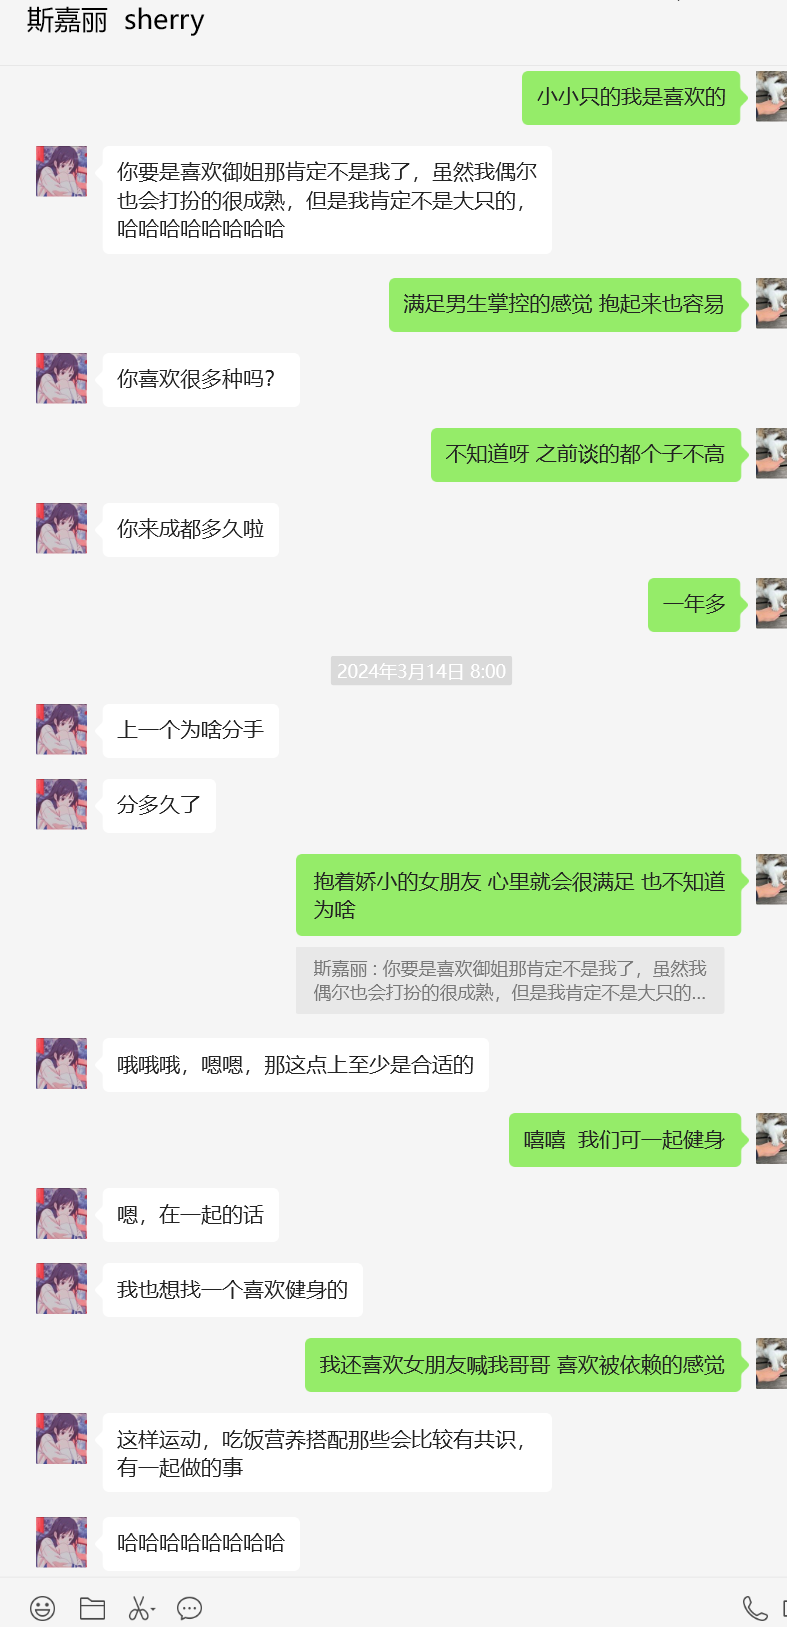 斯嘉丽 sherry
小小只的我是喜欢的
你要是喜欢御姐那肯定不是我了，虽然我偶尔
也会打扮的很成熟，但是我肯定不是大只的，
哈哈哈哈哈哈哈哈
满足男生掌控的感觉 抱起来也容易
你喜欢很多种吗？
不知道呀 之前谈的都个子不高
你来成都多久啦
一年多
2024年3月14日 8:00
上一个为啥分手
分多久了
抱着娇小的女朋友 心里就会很满足 也不知道
为啥
斯嘉丽 : 你要是喜欢御姐那肯定不是我了，虽然我
偶尔也会打扮的很成熟，但是我肯定不是大只的...
哦哦哦，嗯嗯，那这点上至少是合适的
嘻嘻 我们可一起健身
嗯，在一起的话
我也想找一个喜欢健身的
我还喜欢女朋友喊我哥哥 喜欢被依赖的感觉
这样运动，吃饭营养搭配那些会比较有共识，
有一起做的事
哈哈哈哈哈哈哈哈